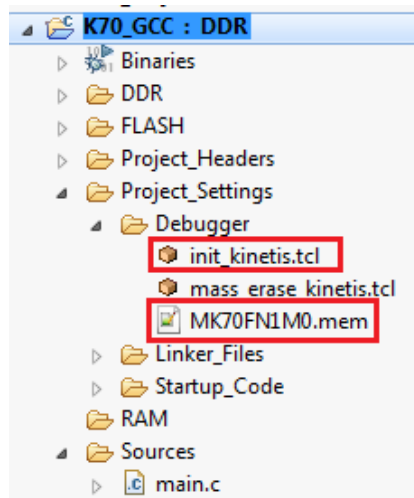 K70_GCC : DDR
Binaries
DDR
FLASH
Project_Headers
Project_Settings
Debugger
init_kinetis.tcl
mass_erase_kinetis.tcl
MK70FN1M0.mem
Linker_Files
Startup_Code
RAM
Sources
main.c